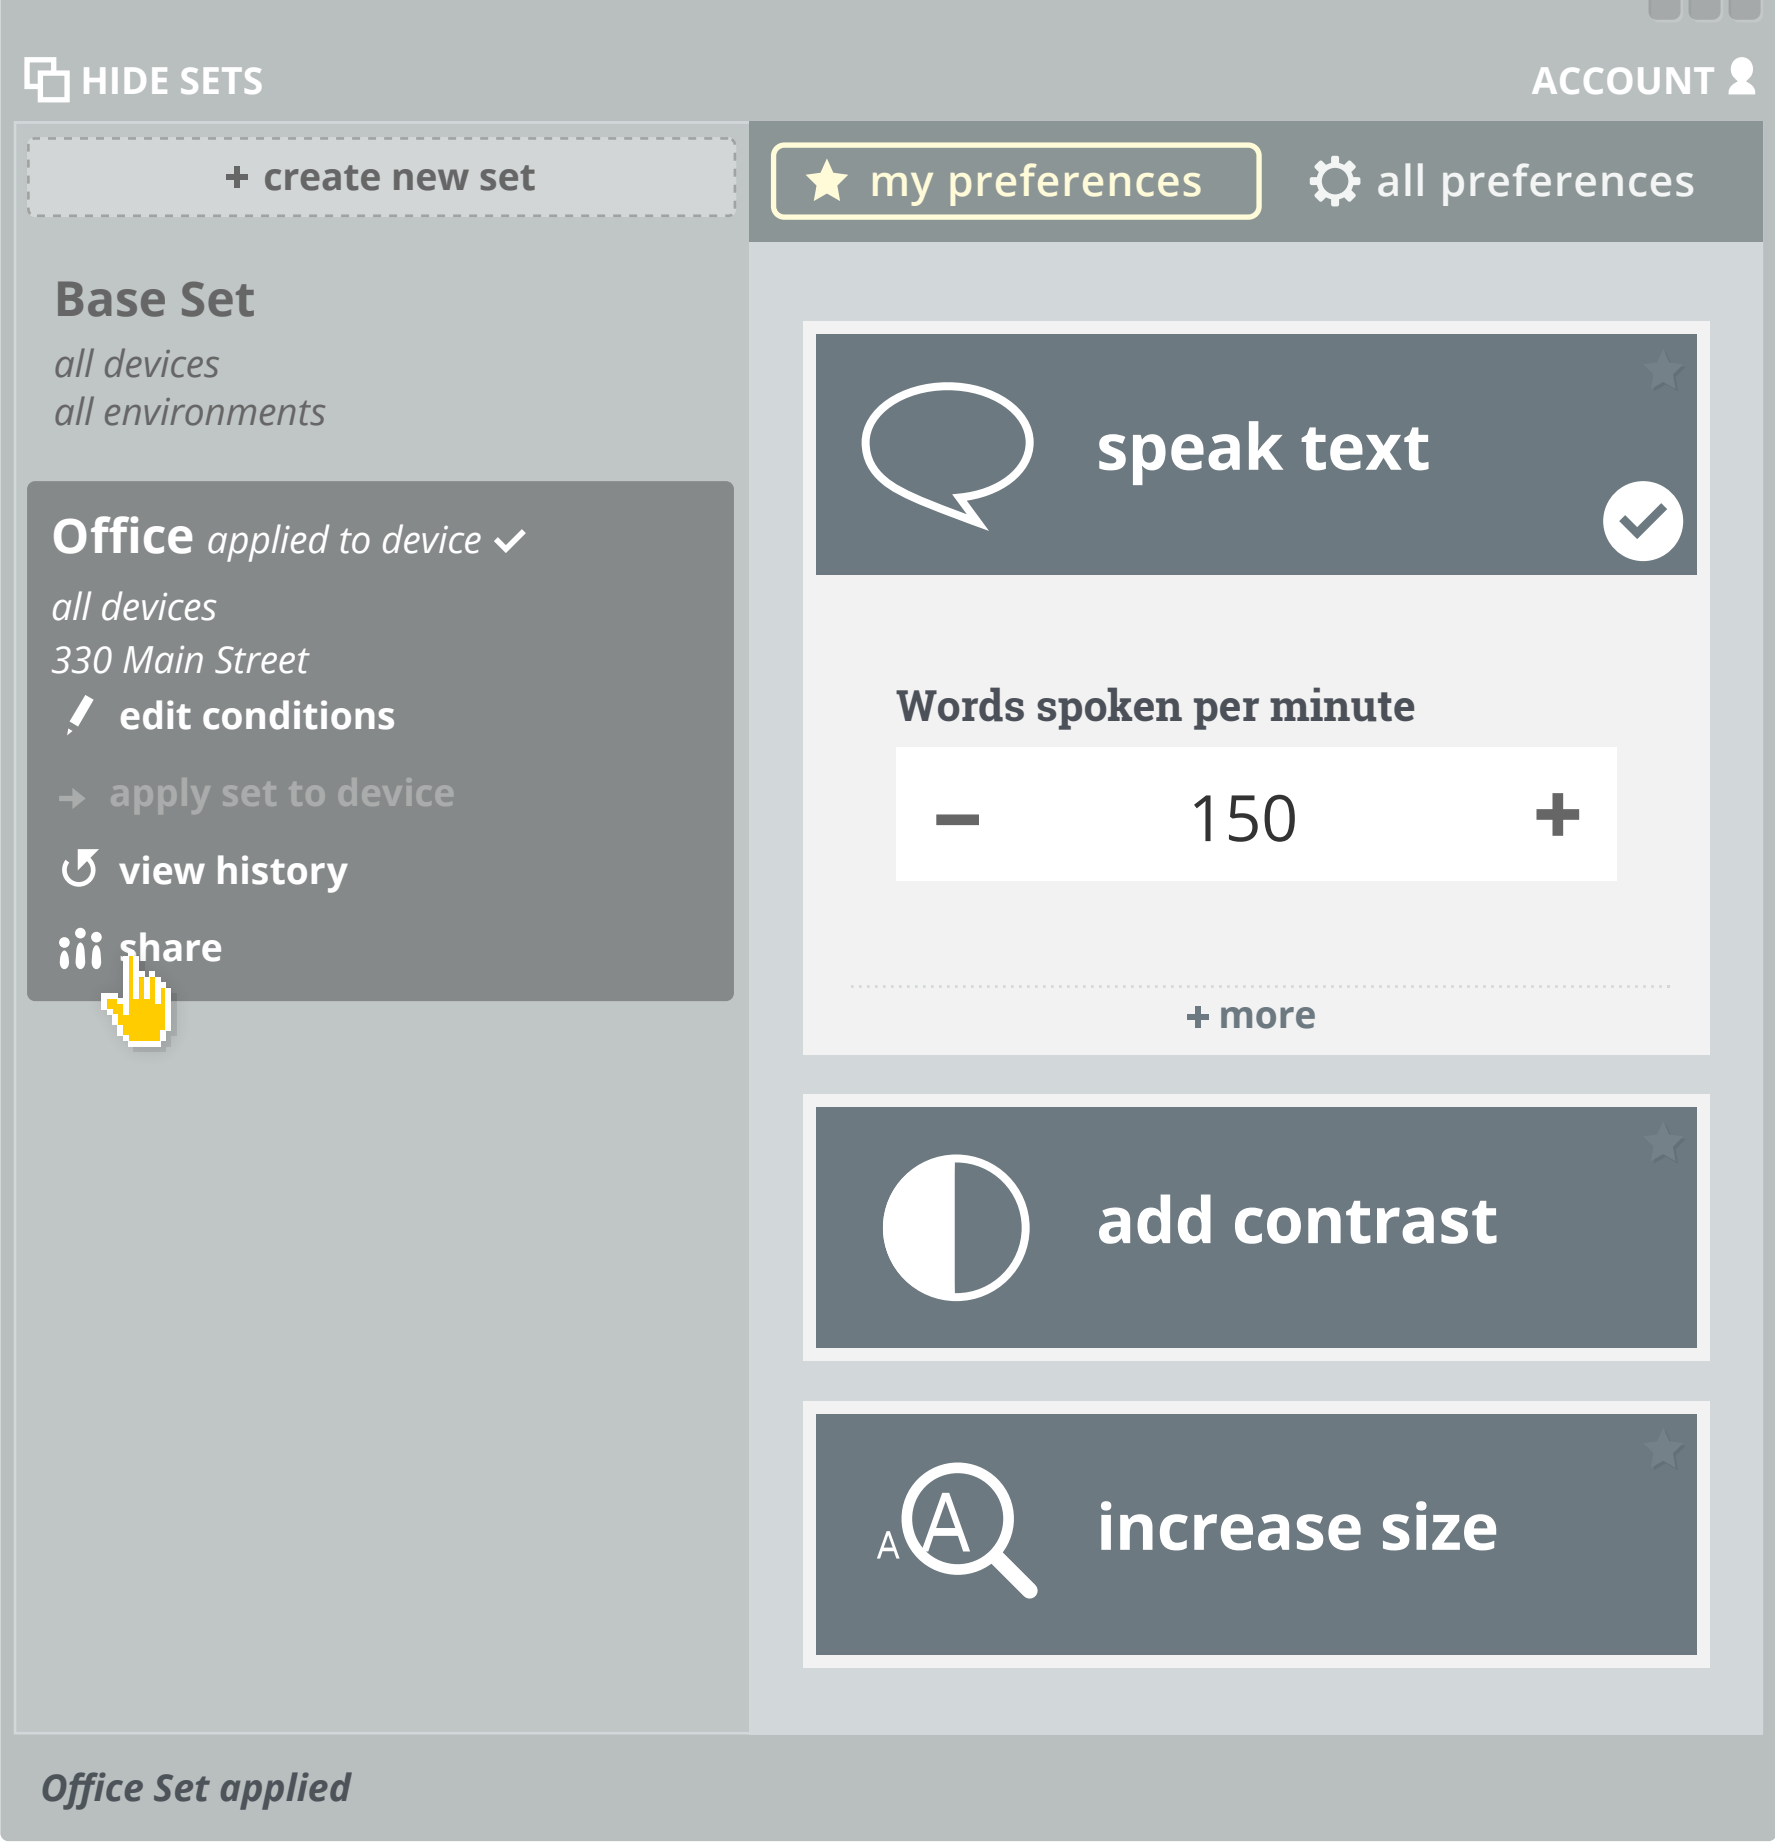 HIDE SETS
ACCOUNT
+ create new set
Base Set
all devices
all environments
Office applied to device
all devices
330 Main Street
edit conditions
apply set to device
view history
share
my preferences
all preferences
speak text
Words spoken per minute
– 150 +
+ more
add contrast
A A
increase size
Office Set applied